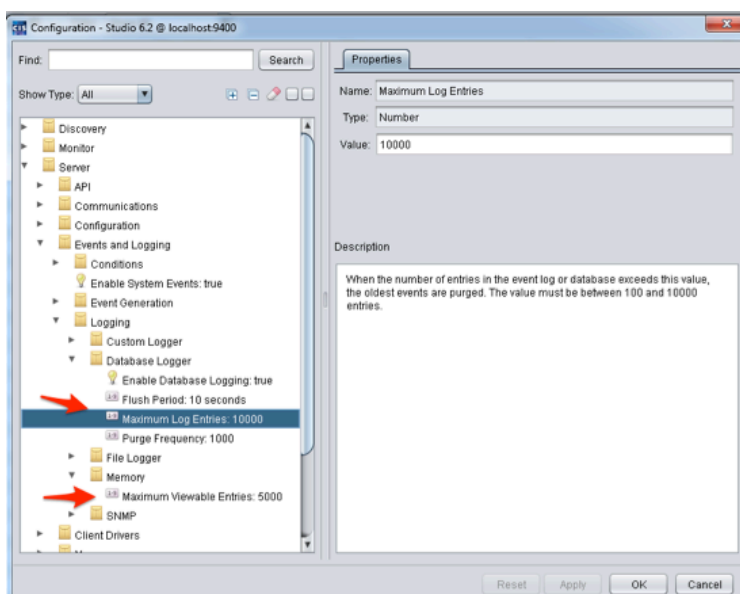 Configuration - Studio 6.2 @ localhost:9400
Find:
Search
Show Type: All
Discovery
Monitor
Server
API
Communications
Configuration
Events and Logging
Conditions
Enable System Events: true
Event Generation
Logging
Custom Logger
Database Logger
Enable Database Logging: true
Flush Period: 10 seconds
Maximum Log Entries: 10000
Purge Frequency: 1000
File Logger
Memory
Maximum Viewable Entries: 5000
SNMP
Client Drivers
Properties
Name: Maximum Log Entries
Type: Number
Value: 10000
Description
When the number of entries in the event log or database exceeds this value,
the oldest events are purged. The value must be between 100 and 10000
entries.
Reset
Apply
OK
Cancel